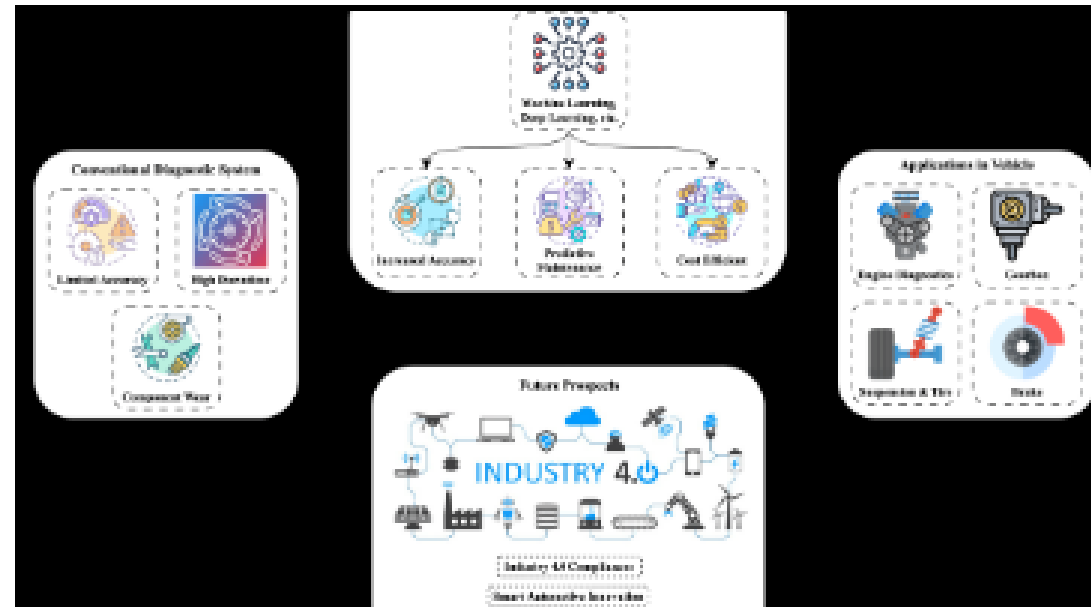 Machine Learning,
Deep Learning, etc.
Conventional Diagnostic System
Applications in Vehicle
Limited Accuracy
High Downtime
Increased Accuracy
Predictive
Maintenance
Cost Efficient
Engine Diagnostics
Gearbox
Component Wear
Suspension & Tire
Brake
Future Prospects
INDUSTRY 4.0
Industry 4.0 Compliance
Smart Automotive Innovation